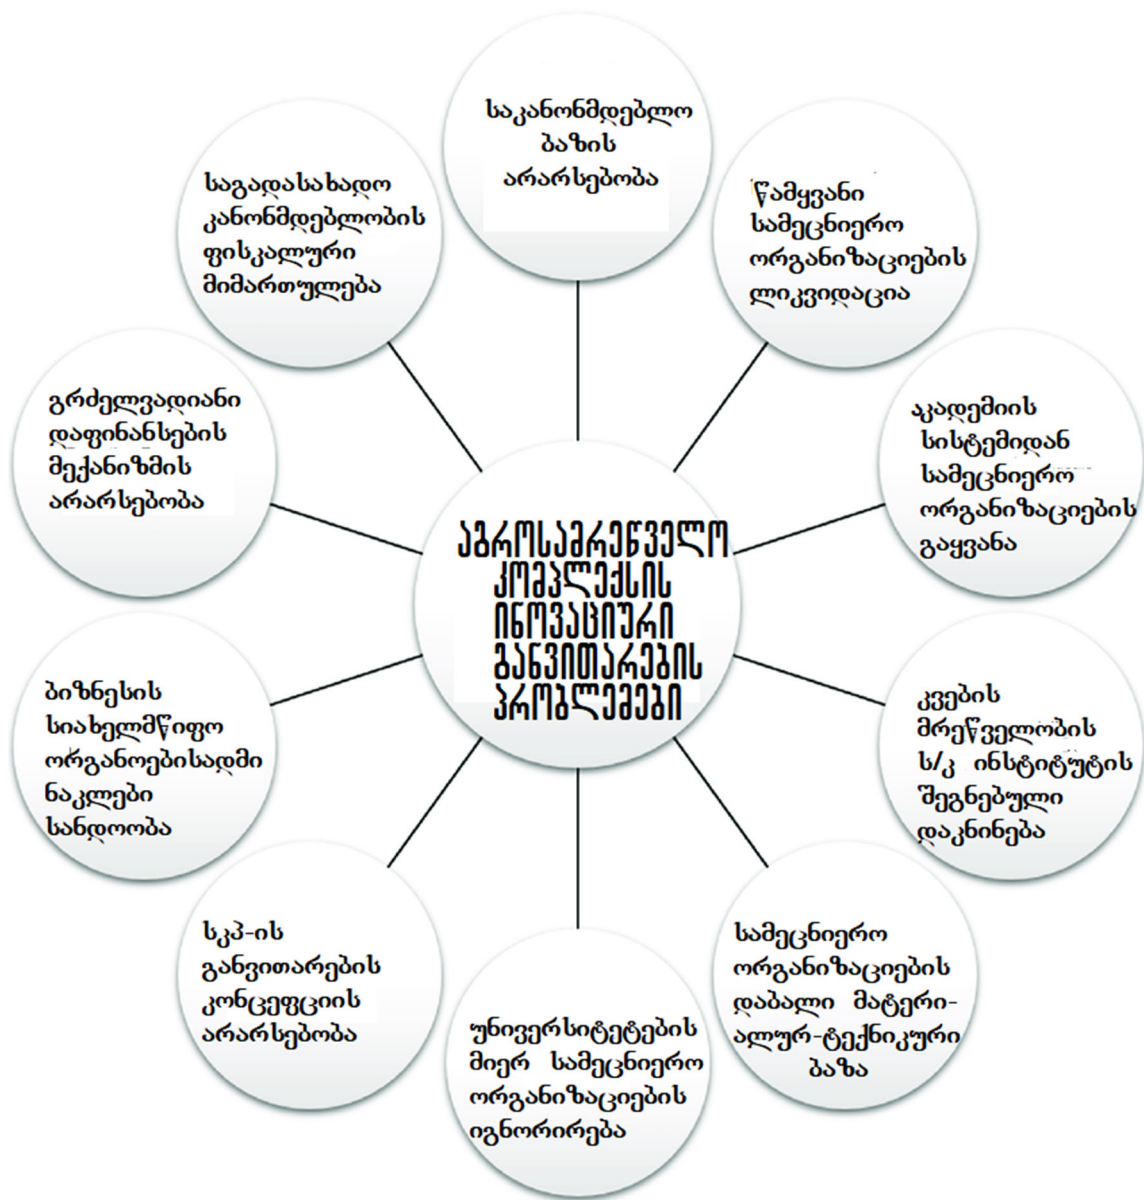 საკანონმდებლო
ბაზის
არარსებობა
წამყვანი
სამეცნიერო
ორგანიზაციების
ლიკვიდაცია
აკადემიის
სისტემიდან
სამეცნიერო
ორგანიზაციების
გაყვანა
კვების
მრეწველობის
ს/კ ინსტიტუტის
შეგნებული
დაკნინება
სამეცნიერო
ორგანიზაციების
დაბალი მატერი-
ალურ-ტექნიკური
ბაზა
უნივერსიტეტების
მიერ სამეცნიერო
ორგანიზაციების
იგნორირება
სკპ-ის
განვითარების
კონცეფციის
არარსებობა
ბიზნესის
სიახელმწიფო
ორგანოებისადმი
ნაკლები
სანდოობა
გრძელვადიანი
დაფინანსების
მექანიზმის
არარსებობა
საგადასახადო
კანონმდებლობის
ფისკალური
მიმართულება
აგროსამრეწველო
კომპლექსის
ინოვაციური
განვითარების
პრობლემები